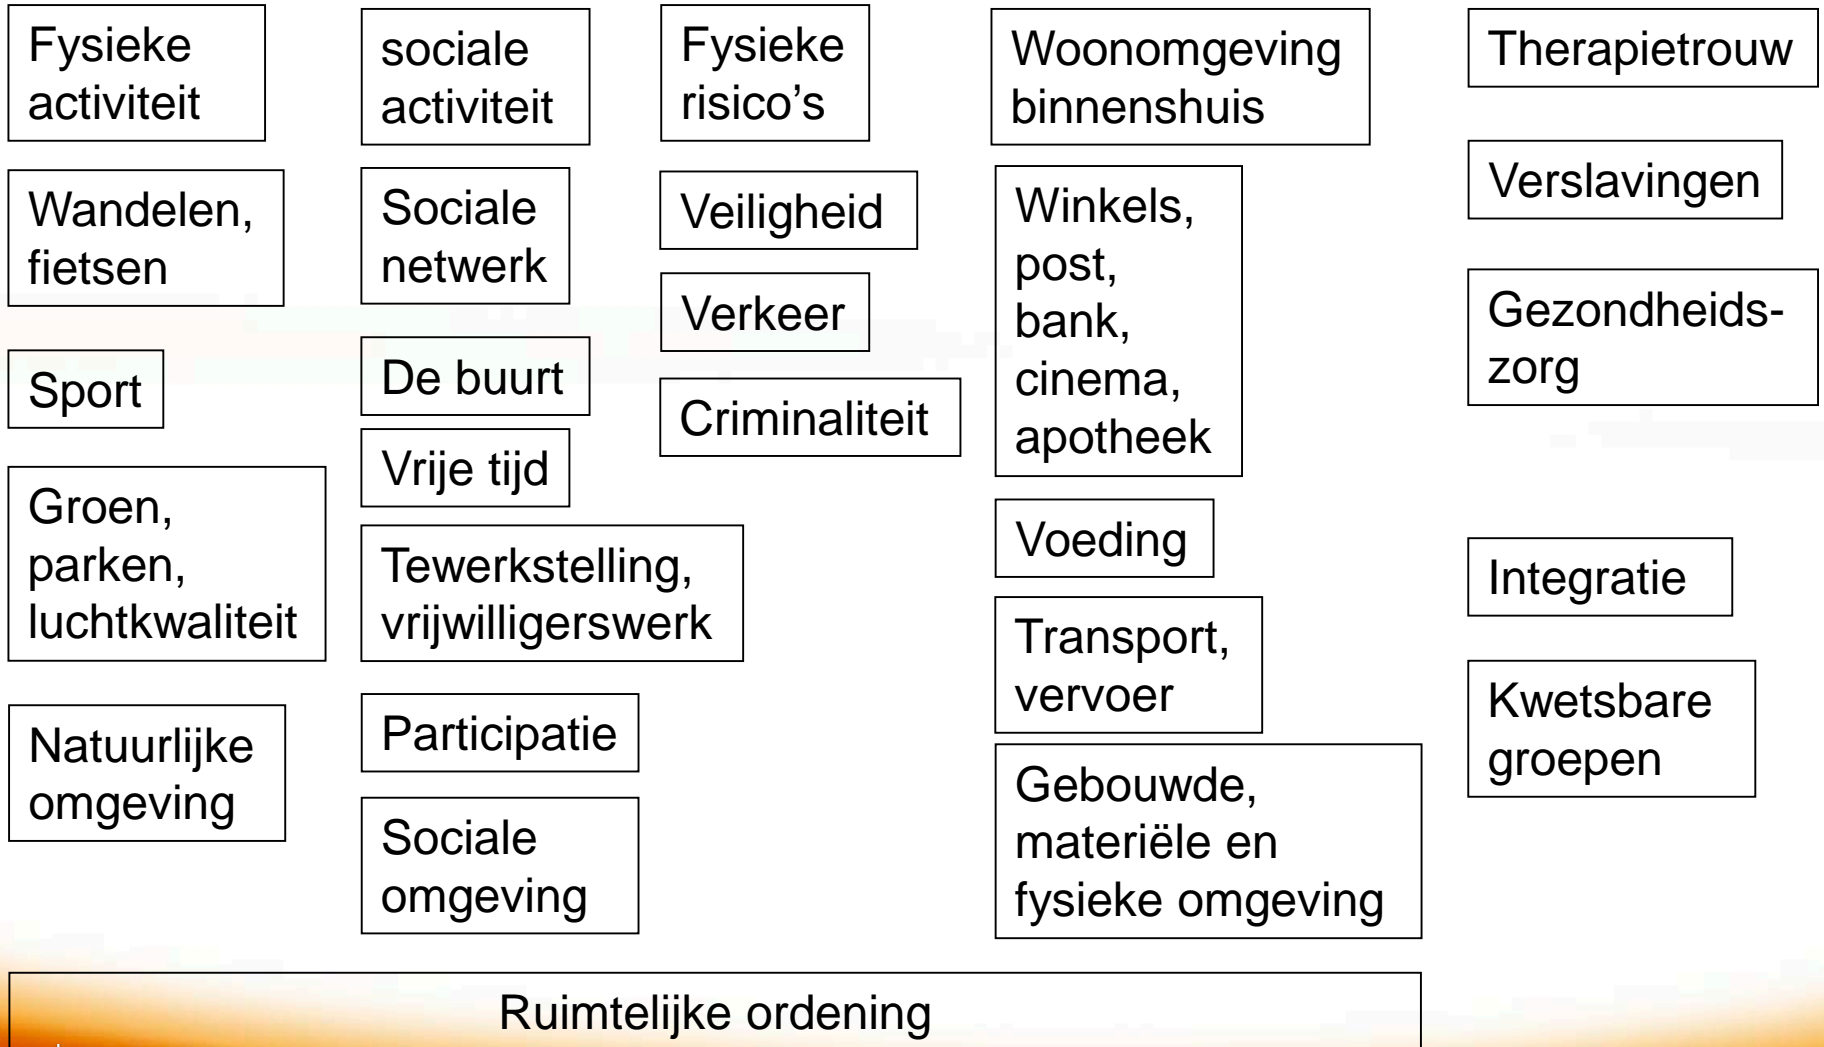 Fysieke
activiteit
Wandelen,
fietsen
Sport
Groen,
parken,
luchtkwaliteit
Natuurlijke
omgeving
sociale
activiteit
Sociale
netwerk
De buurt
Vrije tijd
Tewerkstelling,
vrijwilligerswerk
Participatie
Sociale
omgeving
Fysieke
risico’s
Veiligheid
Verkeer
Criminaliteit
Woonomgeving
binnenshuis
Winkels,
post,
bank,
cinema,
apotheek
Voeding
Transport,
vervoer
Gebouwde,
materiële en
fysieke omgeving
Therapietrouw
Verslavingen
Gezondheids-
zorg
Integratie
Kwetsbare
groepen
Ruimtelijke ordening